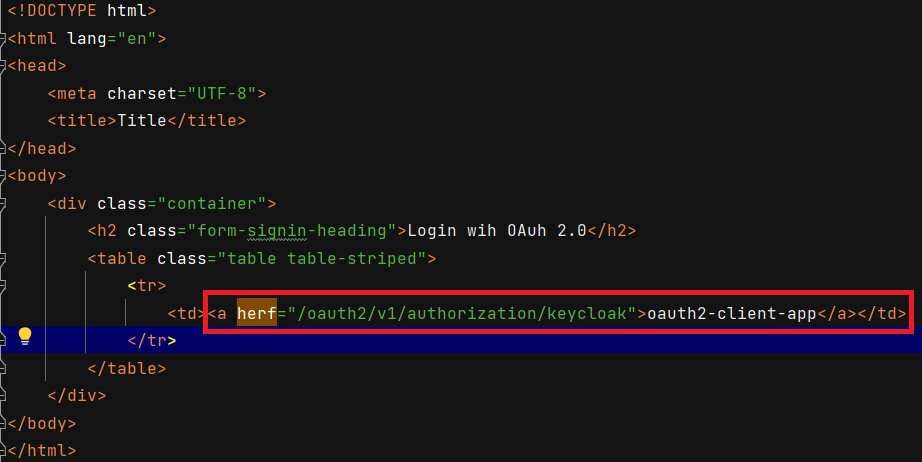 <!DOCTYPE html>
<html lang="en">
<head>
    <meta charset="UTF-8">
    <title>Title</title>
</head>
<body>
    <div class="container">
        <h2 class="form-signin-heading">Login wih OAuh 2.0</h2>
        <table class="table table-striped">
            <tr>
                <td><a herf="/oauth2/v1/authorization/keycloak">oauth2-client-app</a></td>
            </tr>
        </table>
    </div>
</body>
</html>